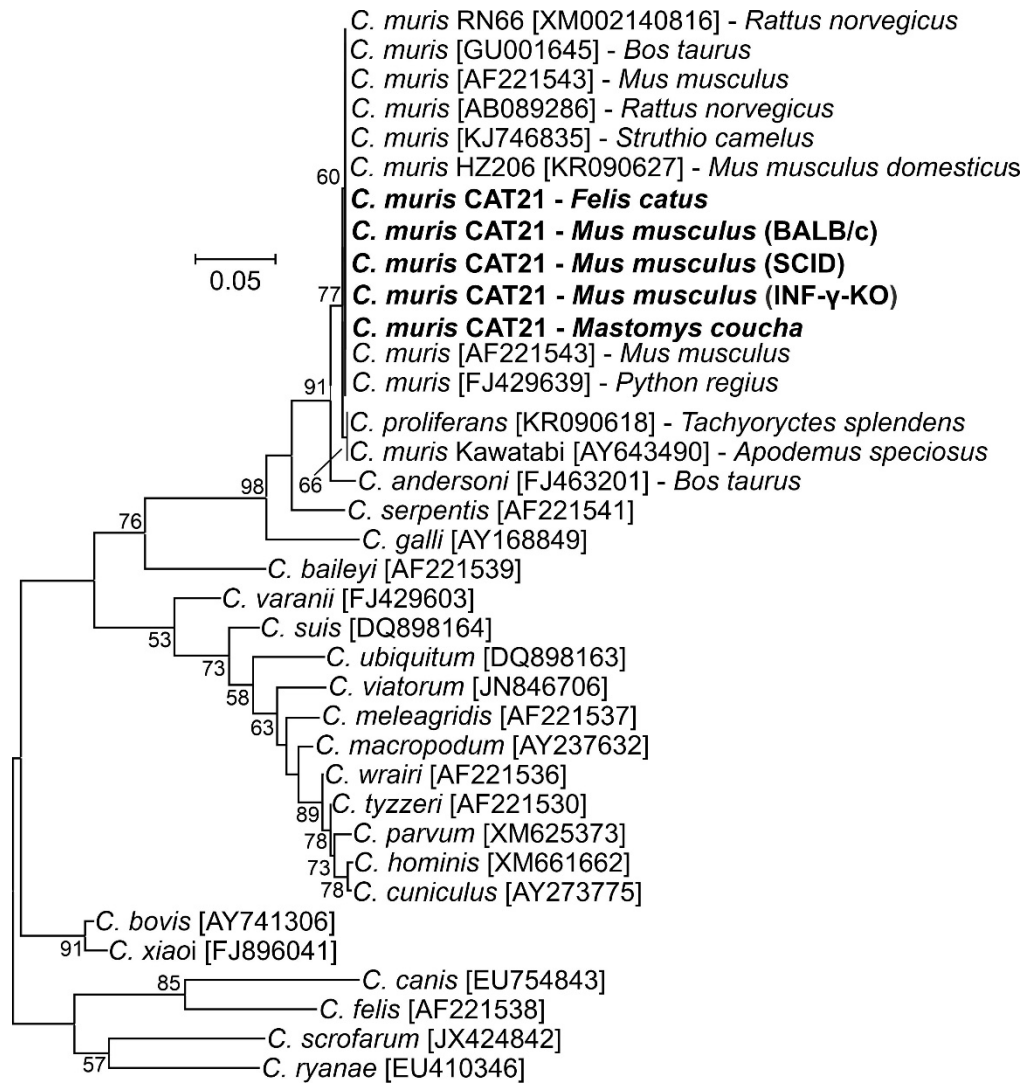 C. muris RN66 [XM002140816] - Rattus norvegicus
C. muris [GU001645] - Bos taurus
C. muris [AF221543] - Mus musculus
C. muris [AB089286] - Rattus norvegicus
C. muris [KJ746835] - Struthio camelus
C. muris HZ206 [KR090627] - Mus musculus domesticus
60
C. muris CAT21 - Felis catus
C. muris CAT21 - Mus musculus (BALB/c)
C. muris CAT21 - Mus musculus (SCID)
0.05
77
C. muris CAT21 - Mus musculus (INF-γ-KO)
C. muris CAT21 - Mastomys coucha
C. muris [AF221543] - Mus musculus
C. muris [FJ429639] - Python regius
91
C. proliferans [KR090618] - Tachyoryctes splendens
C. muris Kawatabi [AY643490] - Apodemus speciosus
66
C. andersoni [FJ463201] - Bos taurus
98
C. serpentis [AF221541]
76
C. galli [AY168849]
C. baileyi [AF221539]
C. varanii [FJ429603]
53
C. suis [DQ898164]
73
C. ubiquitum [DQ898163]
58
C. viatorum [JN846706]
63
C. meleagridis [AF221537]
C. macropodum [AY237632]
C. wrairi [AF221536]
89
C. tyzzeri [AF221530]
78
C. parvum [XM625373]
73
C. hominis [XM661662]
78
C. cuniculus [AY273775]
C. bovis [AY741306]
91
C. xiaoi [FJ896041]
85
C. canis [EU754843]
C. felis [AF221538]
C. scrofarum [JX424842]
57
C. ryanae [EU410346]